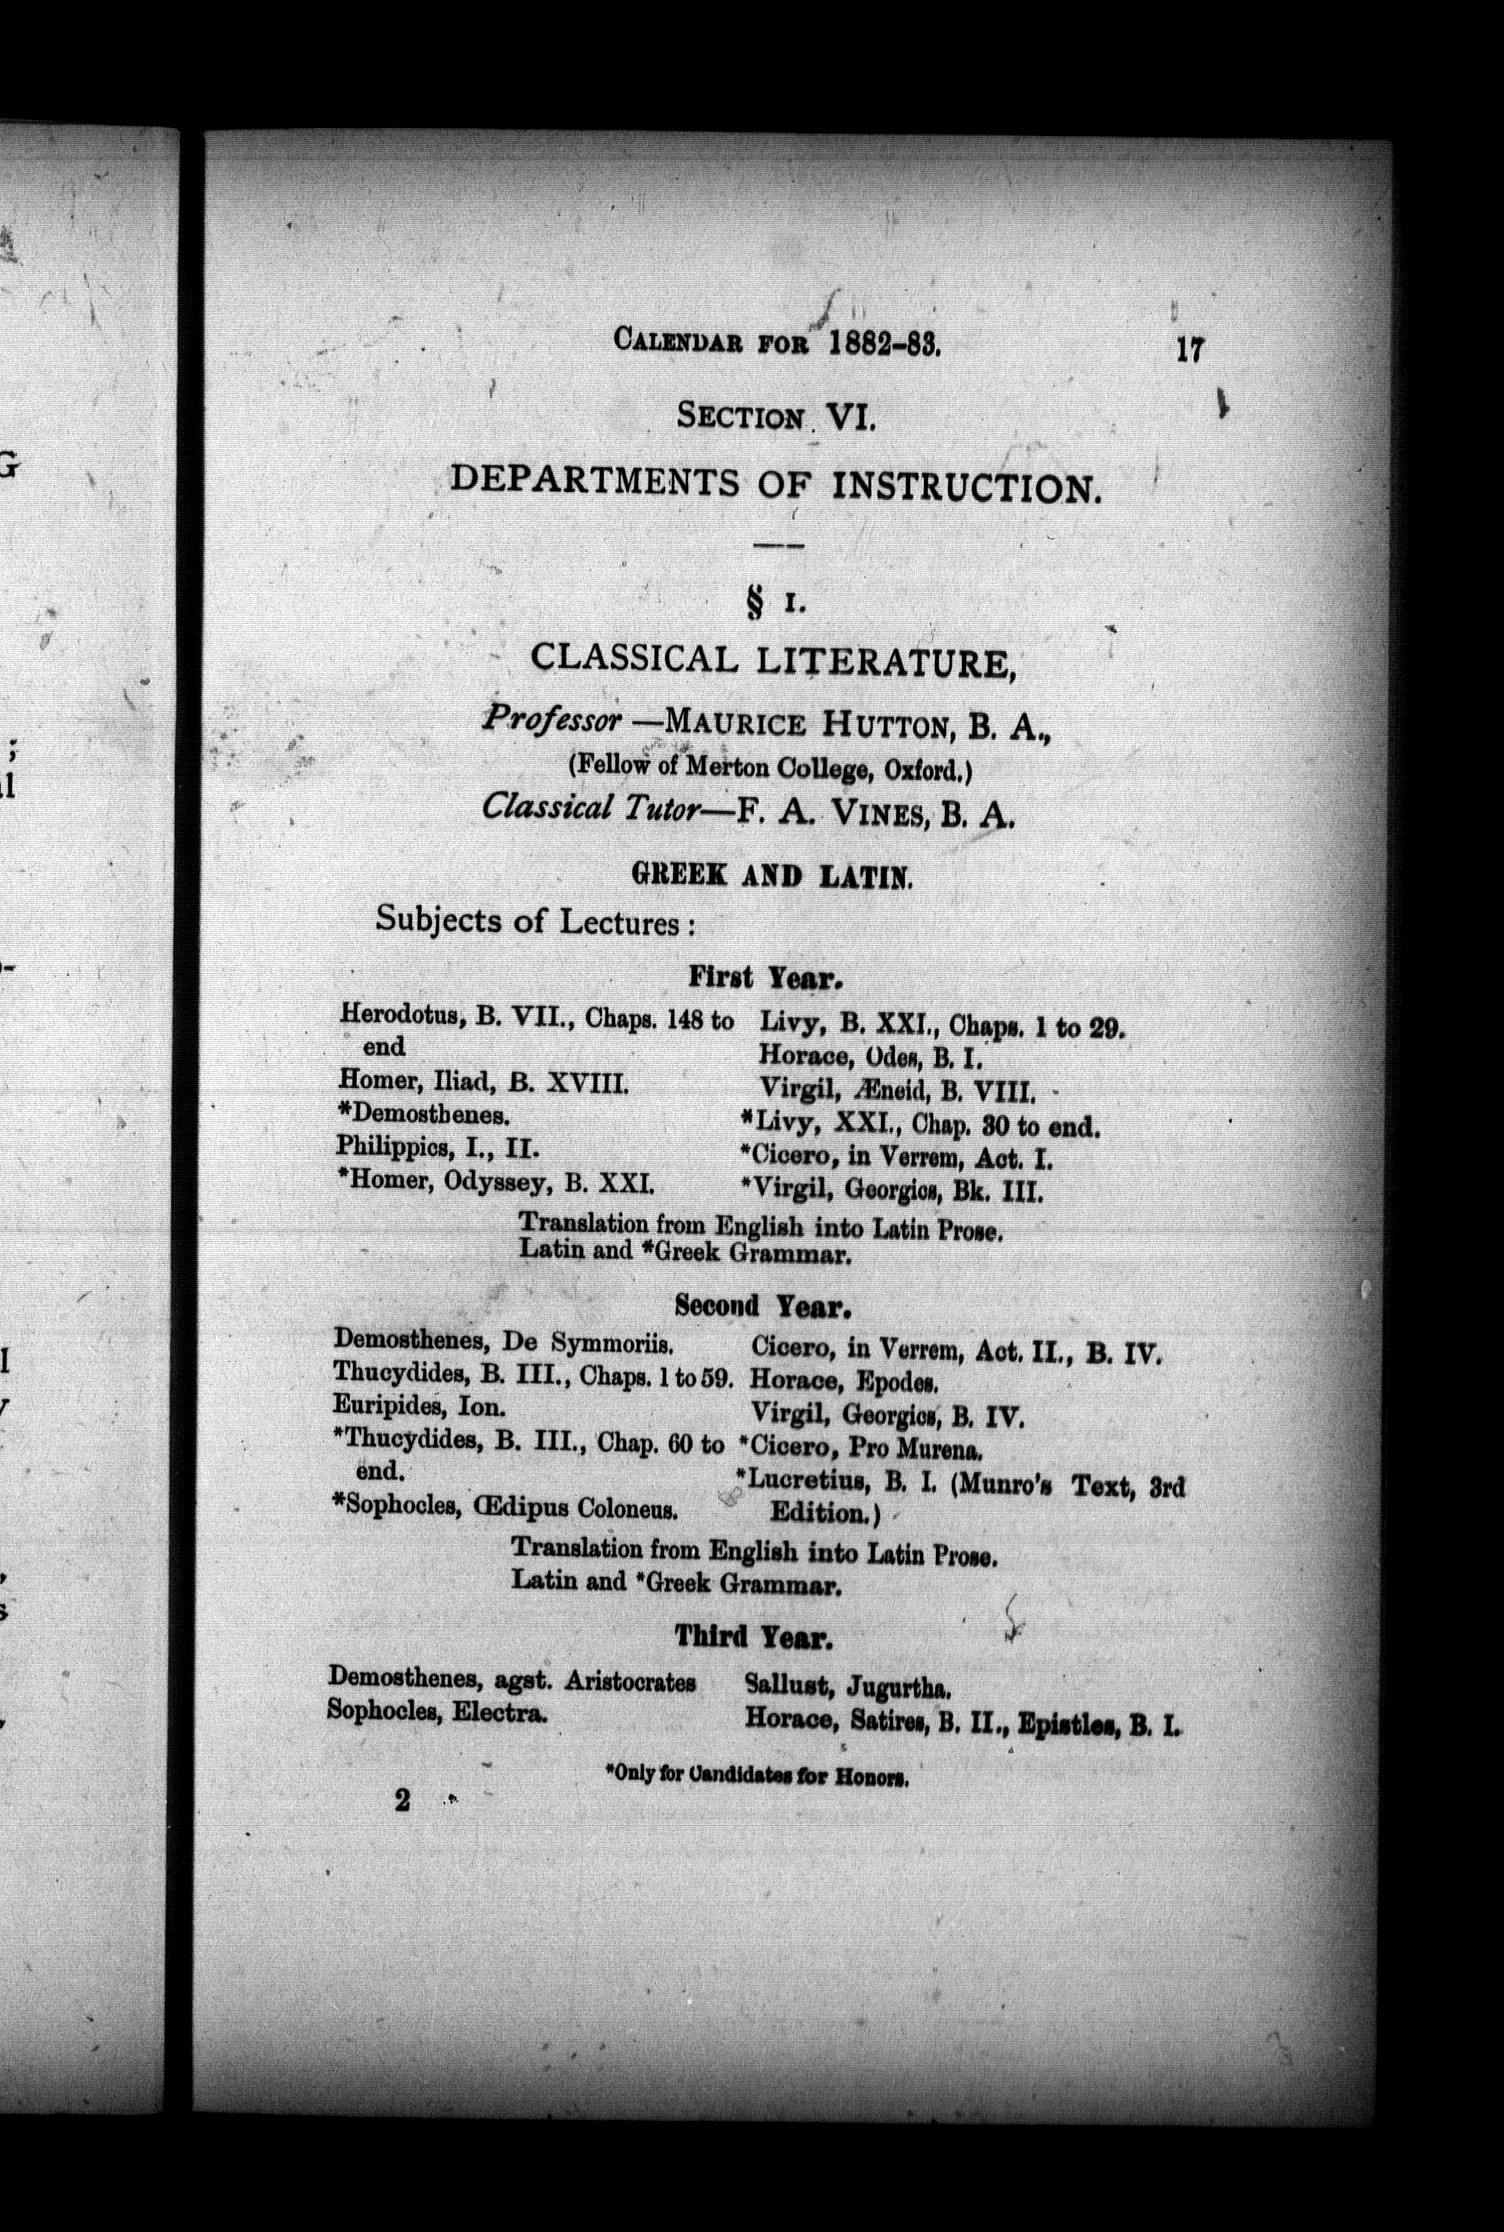 CALENDAR FOR 1882-83. 17
SECTION VI.
DEPARTMENTS OF INSTRUCTION.
§ I.
CLASSICAL LITERATURE,
Professor —MAURICE HUTTON, B. A.,
(Fellow of Merton College, Oxford.)
Classical Tutor—F. A. VINES, B. A.
GREEK AND LATIN.
Subjects of Lectures :
First Year.
Herodotus, B. VII., Chaps. 148 to
end
Homer, Iliad, B. XVIII.
*Demosthenes.
Philippics, I., II.
*Homer, Odyssey, B. XXI.
Livy, B. XXI., Chaps. 1 to 29.
Horace, Odes, B. I.
Virgil, Æneid, B. VIII.
*Livy, XXI., Chap. 30 to end.
*Cicero, in Verrem, Act. I.
*Virgil, Georgics, Bk. III.
Translation from English into Latin Prose.
Latin and *Greek Grammar.
Second Year.
Demosthenes, De Symmoriis.
Thucydides, B. III., Chaps. 1 to 59.
Euripides, Ion.
*Thucydides, B. III., Chap. 60 to
end.
*Sophocles, Œdipus Coloneus.
Cicero, in Verrem, Act. II., B. IV.
Horace, Epodes.
Virgil, Georgics, B. IV.
*Cicero, Pro Murena.
*Lucretius, B. I. (Munro's Text, 3rd
Edition.)
Translation from English into Latin Prose.
Latin and *Greek Grammar.
Third Year.
Demosthenes, agst. Aristocrates
Sophocles, Electra.
Sallust, Jugurtha.
Horace, Satires, B. II., Epistles, B. I.
*Only for Candidates for Honors.
2